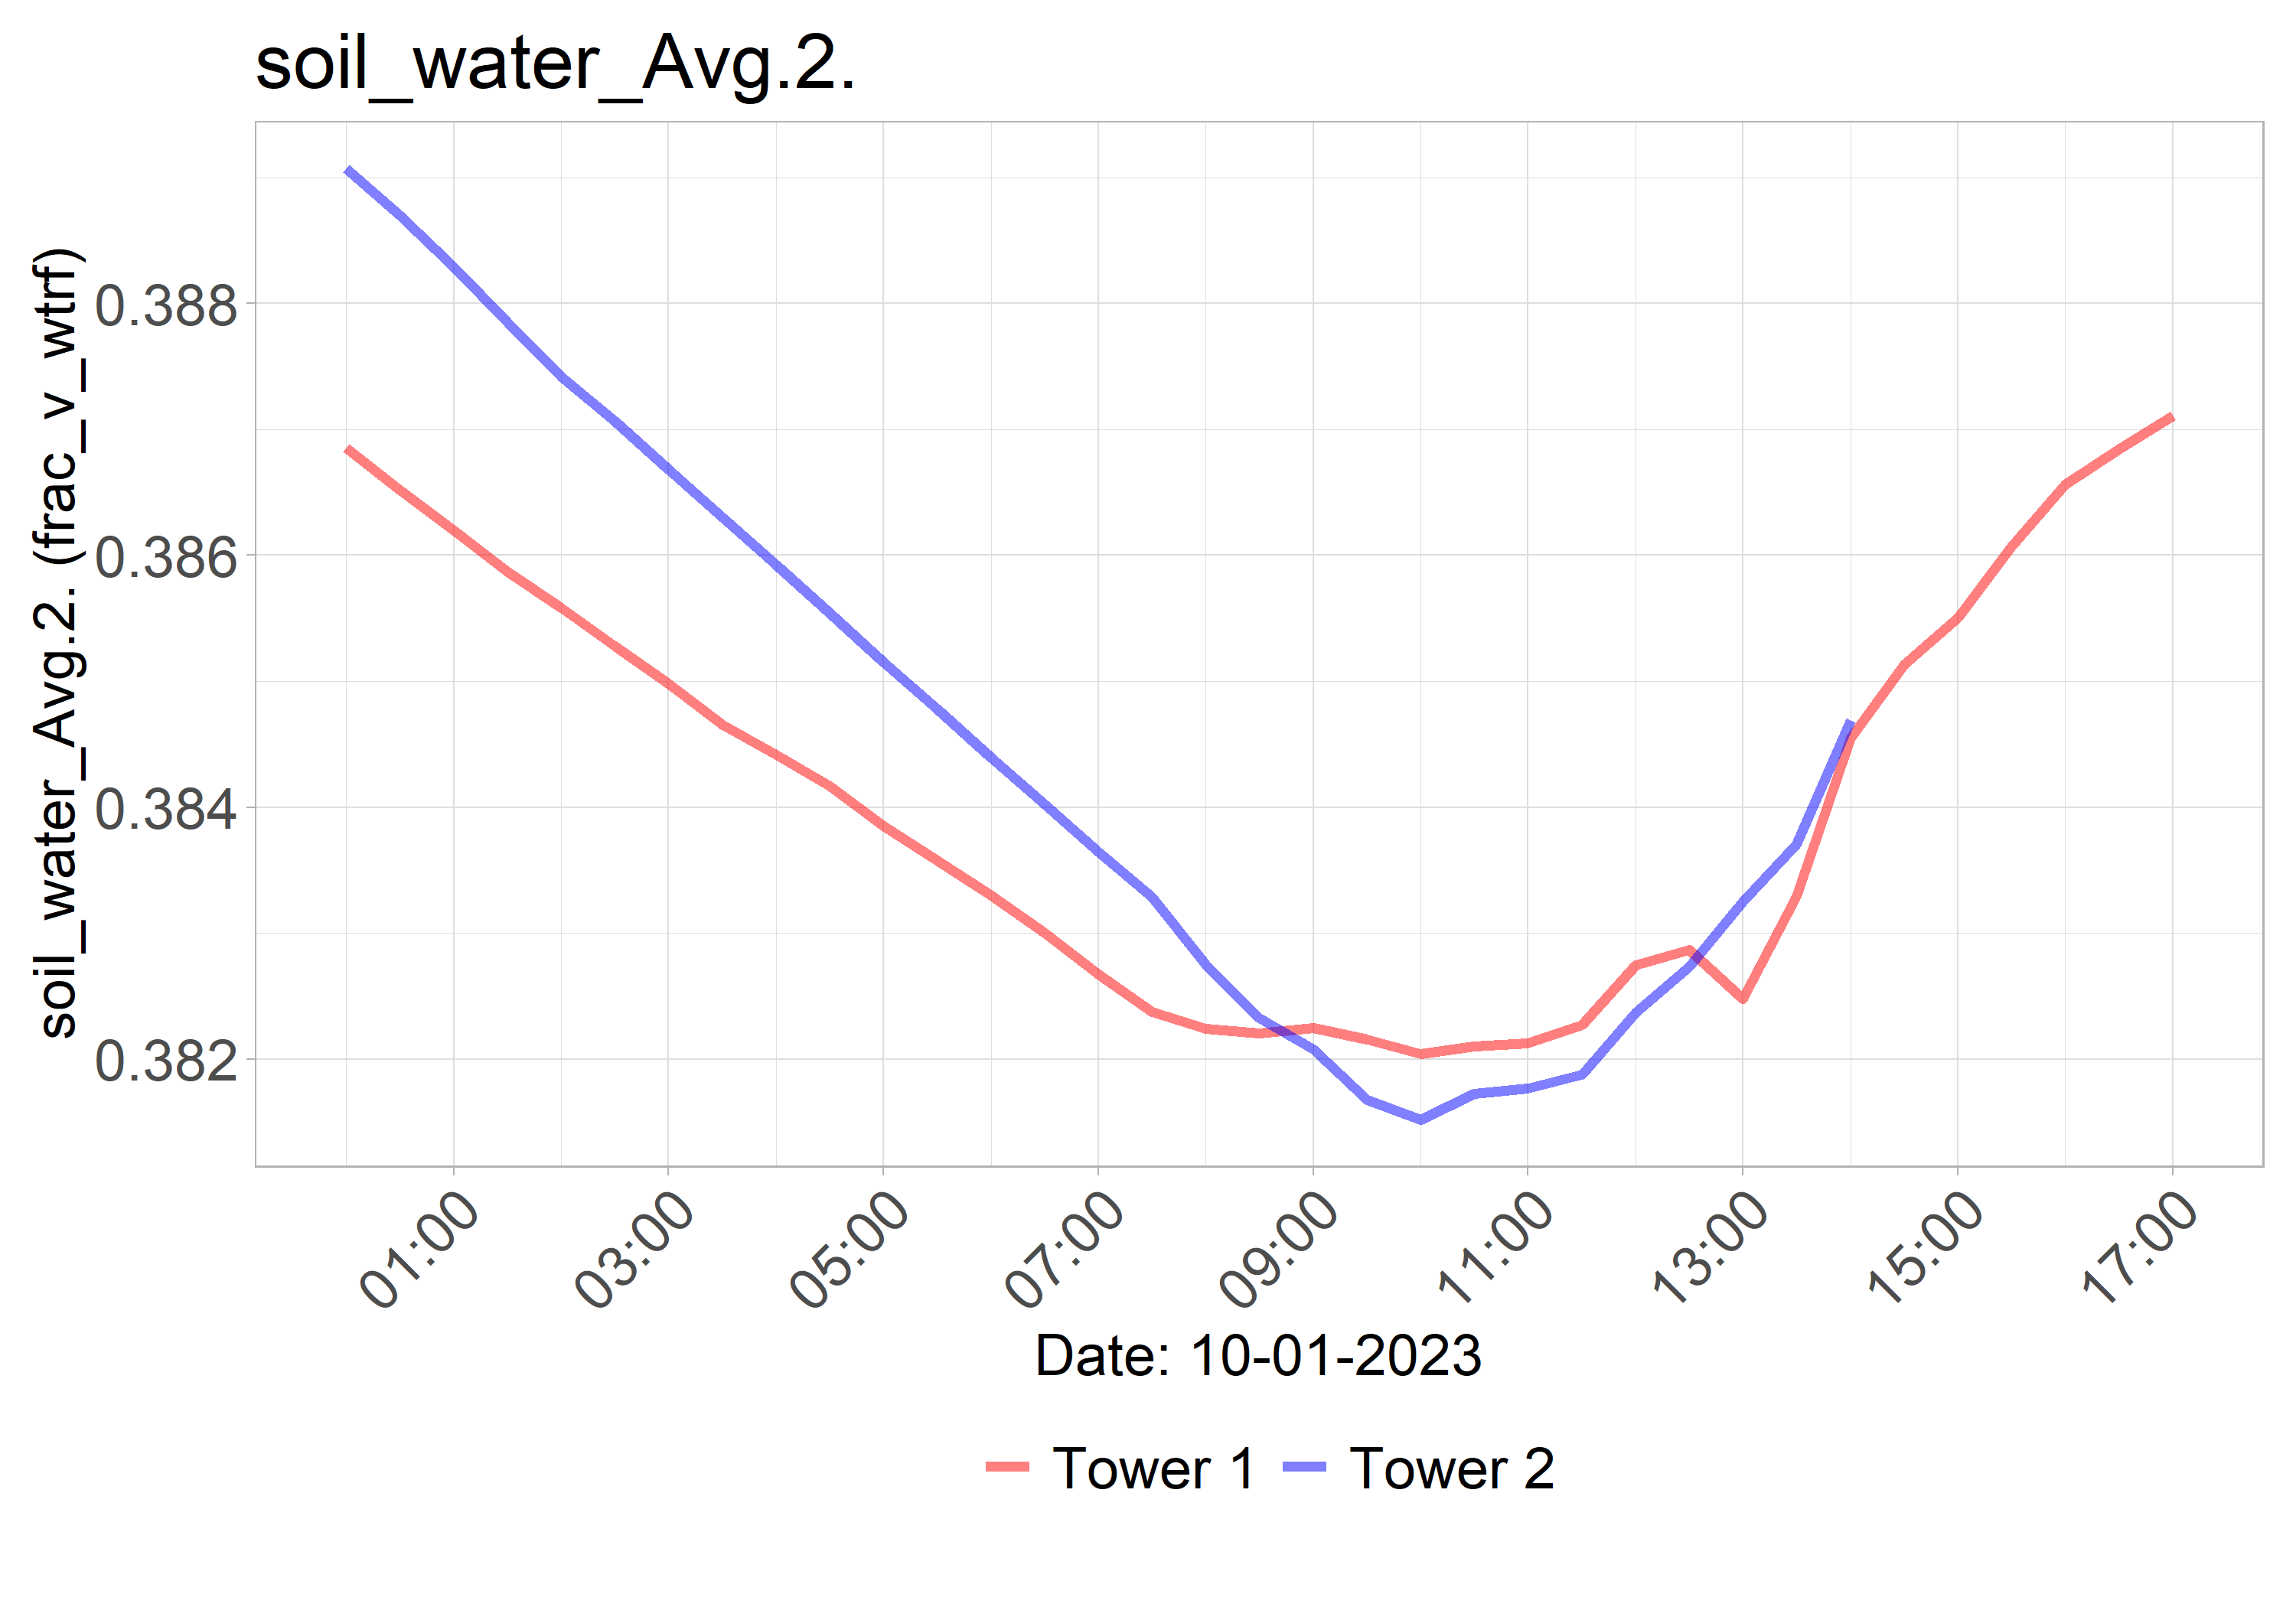 soil_water_Avg.2.
soil_water_Avg.2. (frac_v_wtrf)
0.388
0.386
0.384
0.382
01:00
03:00
05:00
07:00
09:00
11:00
13:00
15:00
17:00
Date: 10-01-2023
Tower 1
Tower 2